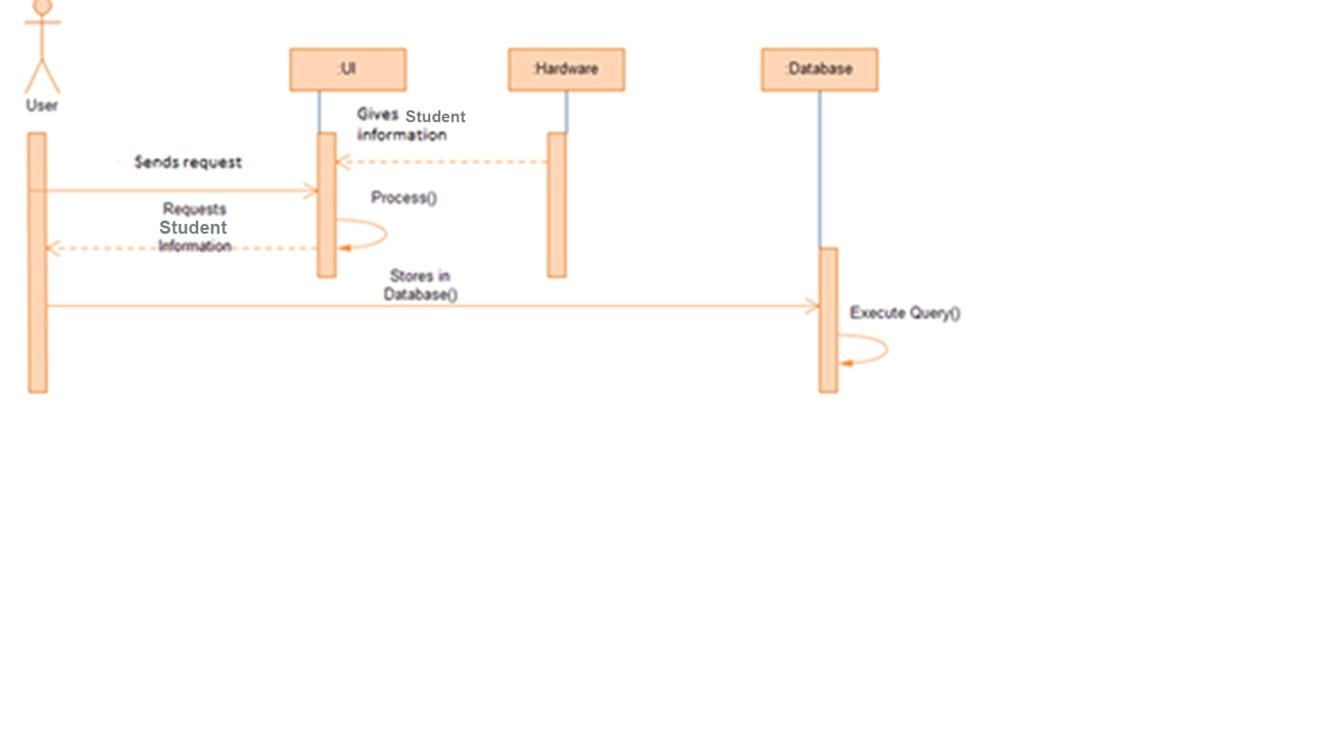 :UI
:Hardware
:Database
User
Gives Student
information
Sends request
Process()
Requests
Student
Information
Stores in
Database()
Execute Query()